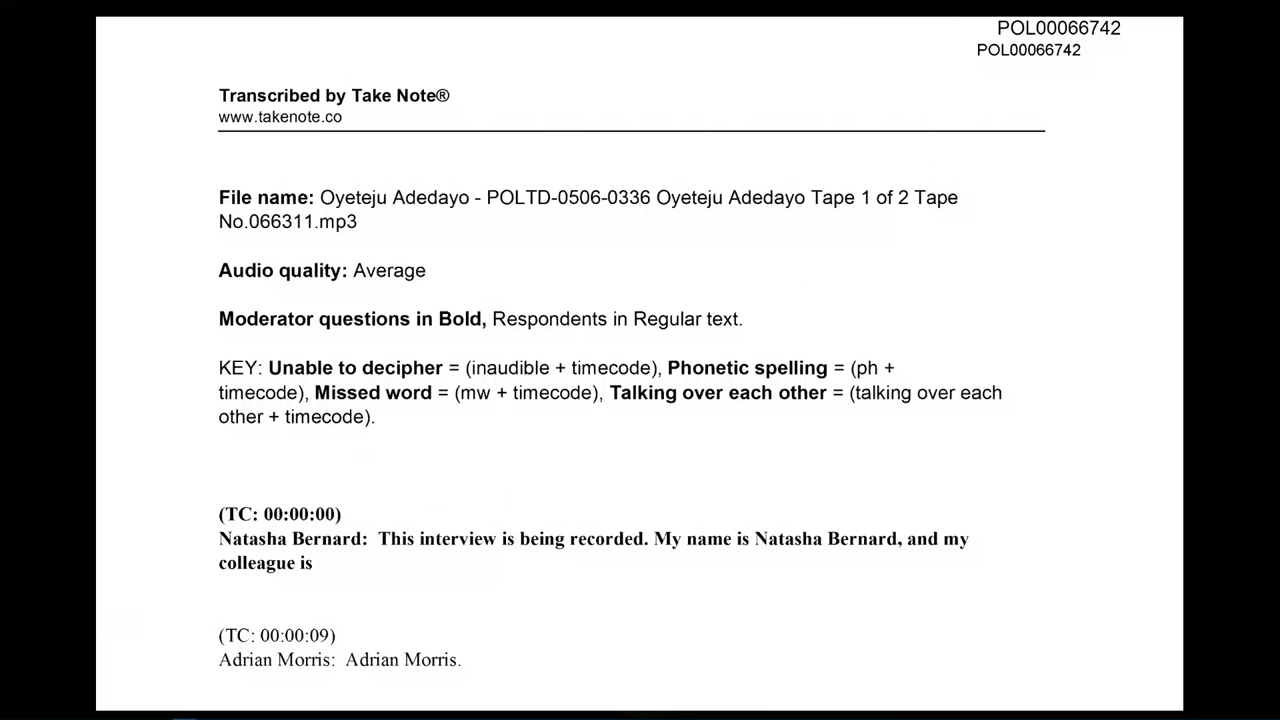 POL00066742
POL00066742
Transcribed by Take Note®
www.takenote.co
File name: Oyeteju Adedayo - POLTD-0506-0336 Oyeteju Adedayo Tape 1 of 2 Tape
No.066311.mp3
Audio quality: Average
Moderator questions in Bold, Respondents in Regular text.
KEY: Unable to decipher = (inaudible + timecode), Phonetic spelling = (ph +
timecode), Missed word = (mw + timecode), Talking over each other = (talking over each
other + timecode).
(TC: 00:00:00)
Natasha Bernard:  This interview is being recorded. My name is Natasha Bernard, and my
colleague is
(TC: 00:00:09)
Adrian Morris:  Adrian Morris.